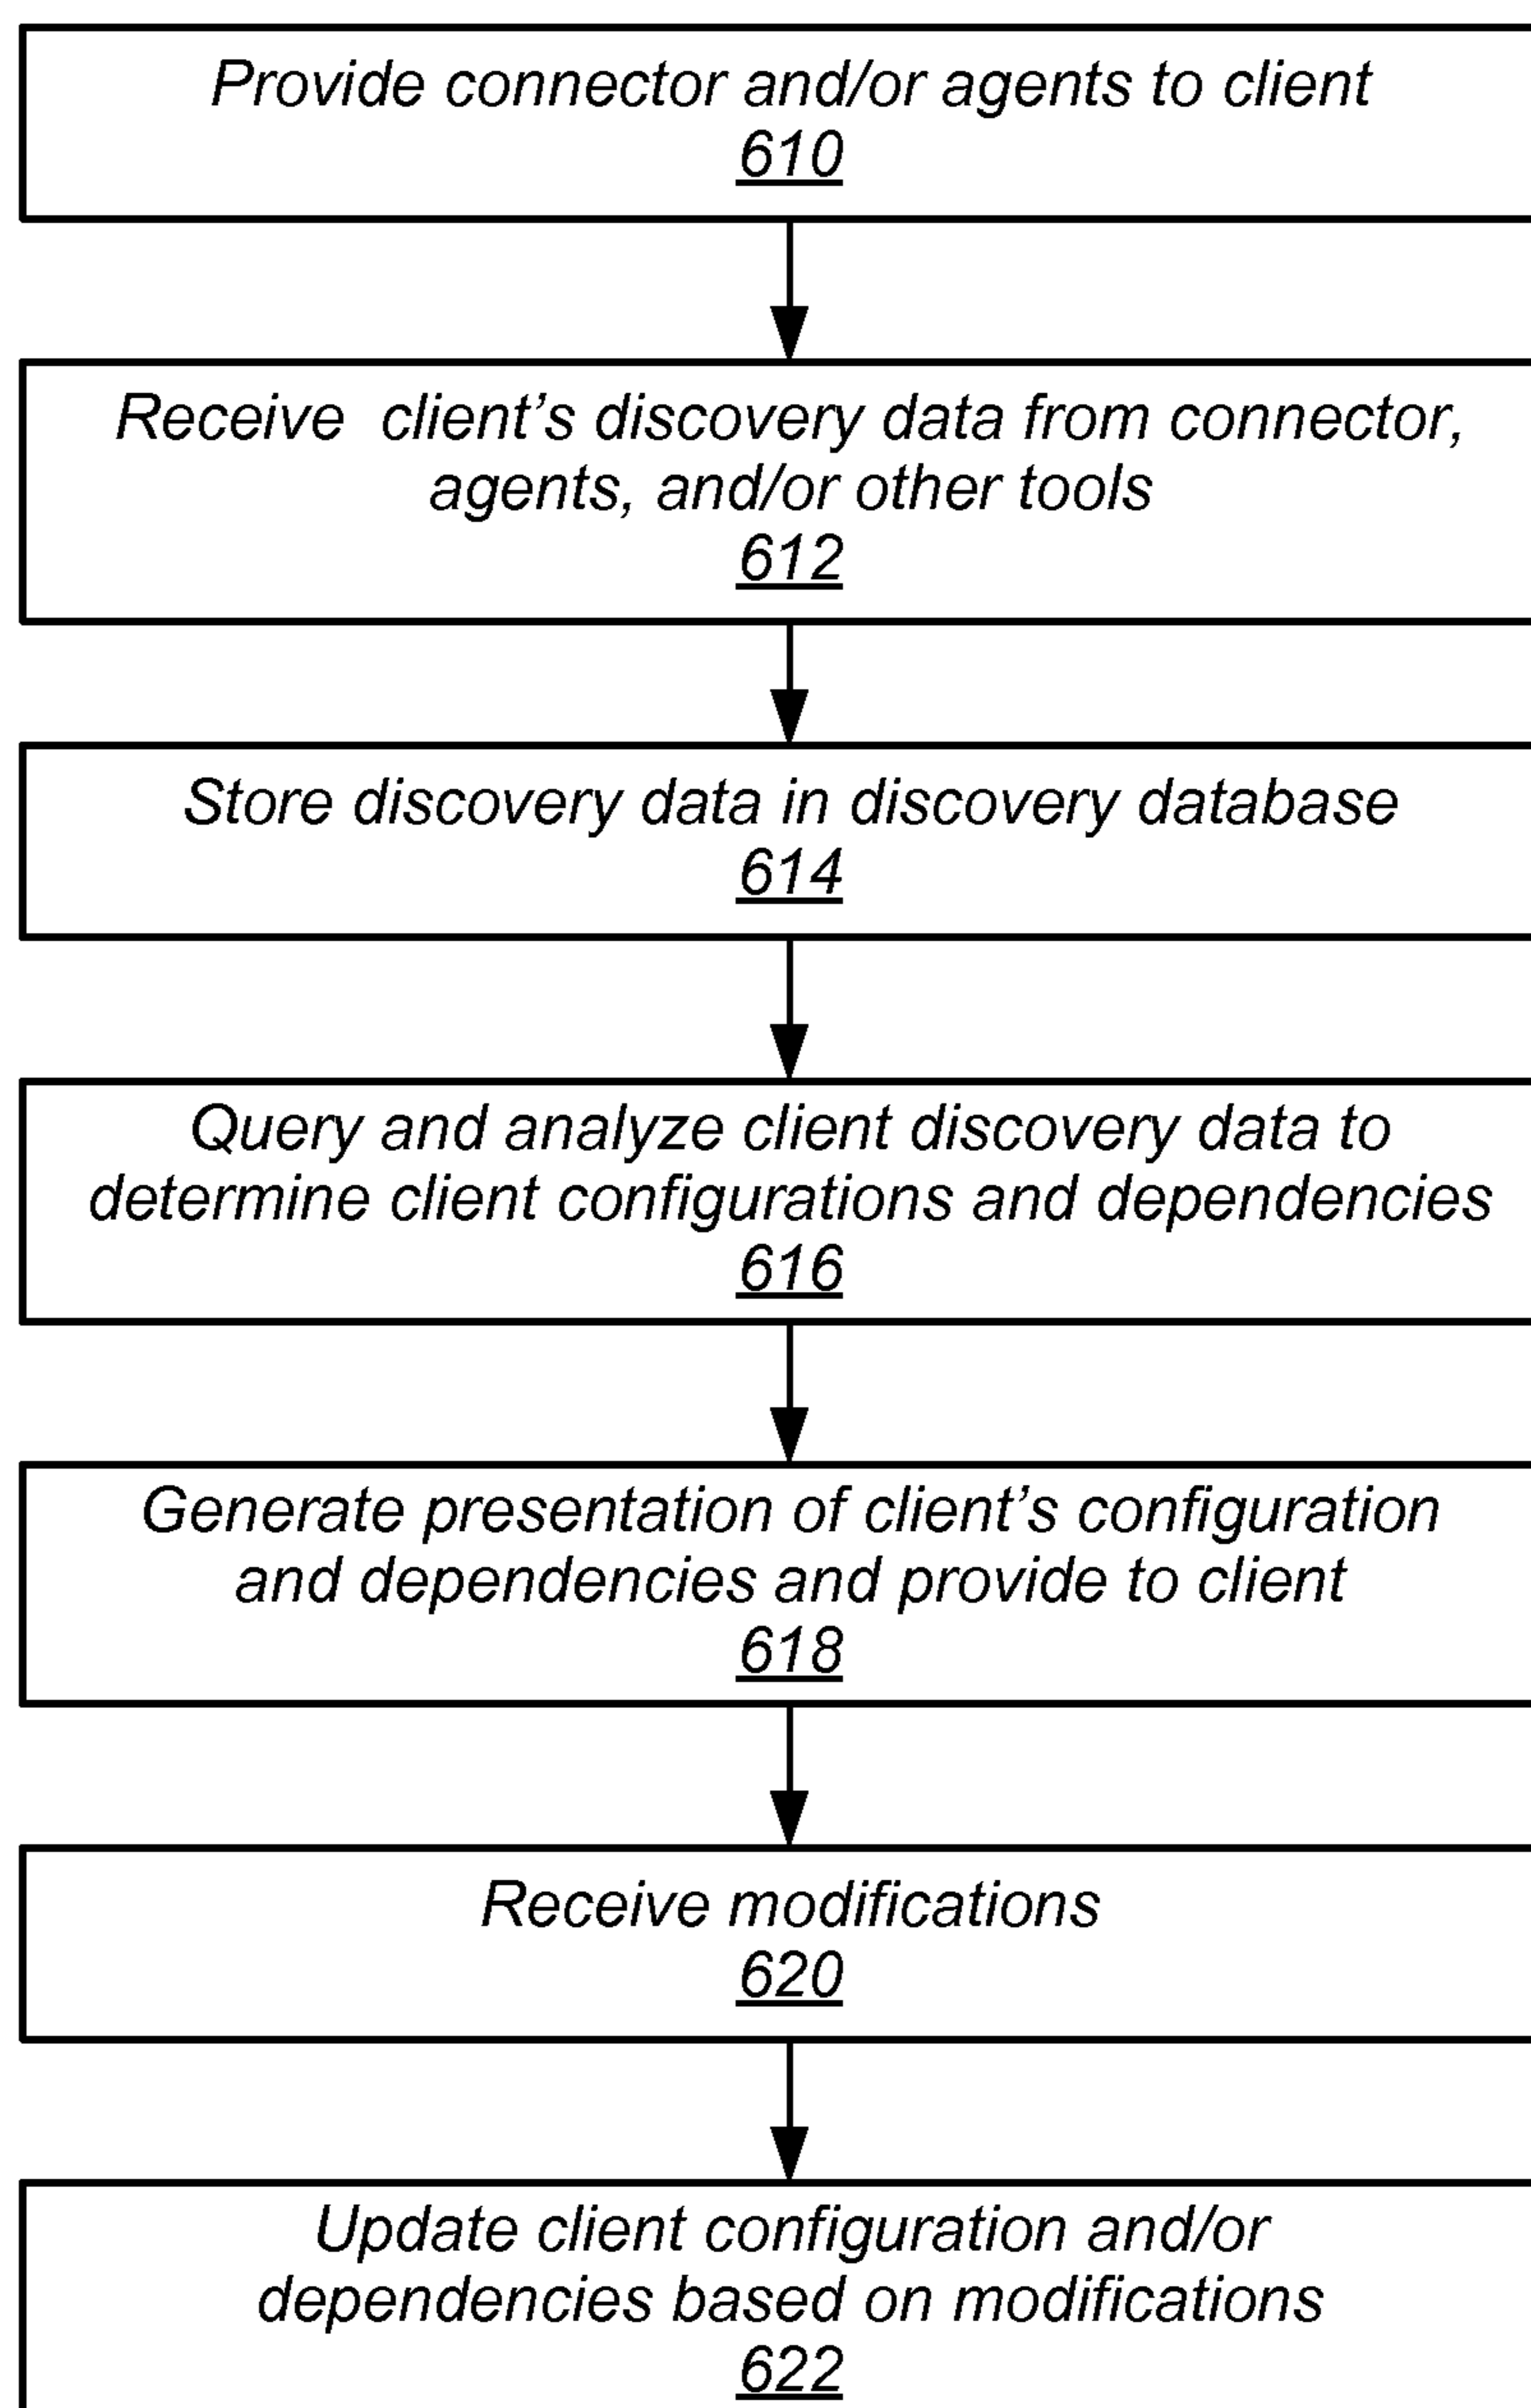 Provide connector and/or agents to client
610
Receive client’s discovery data from connector,
agents, and/or other tools
612
Store discovery data in discovery database
614
Query and analyze client discovery data to
determine client configurations and dependencies
616
Generate presentation of client’s configuration
and dependencies and provide to client
618
Receive modifications
620
Update client configuration and/or
dependencies based on modifications
622